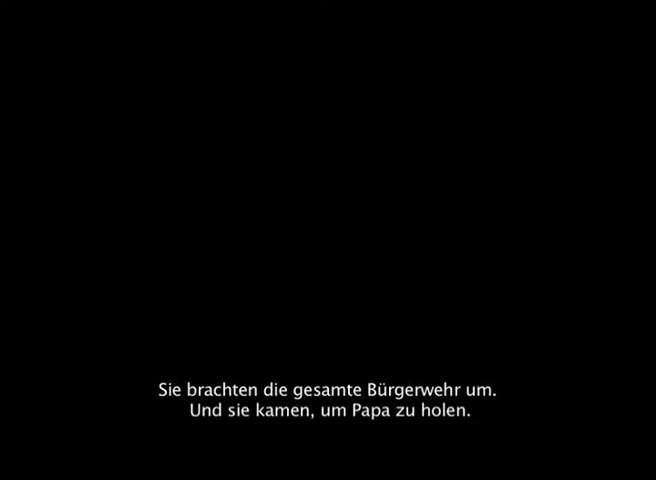 Sie brachten die gesamte Bürgerwehr um.
Und sie kamen, um Papa zu holen.